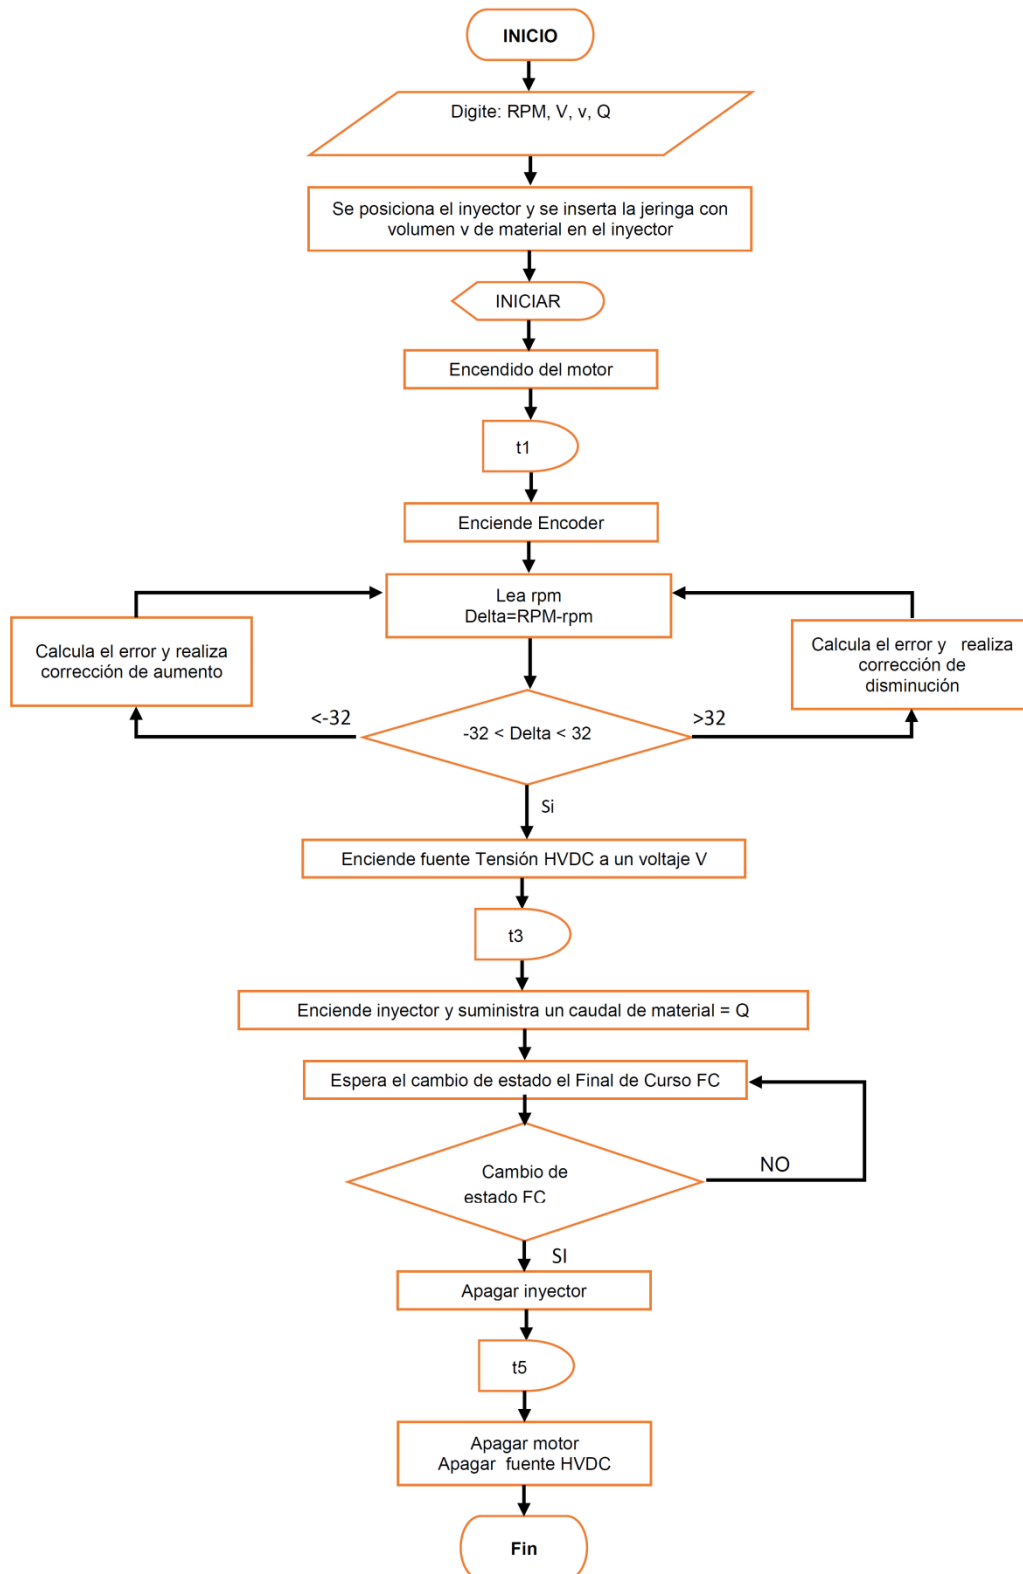 INICIO
Digite: RPM, V, v, Q
Se posiciona el inyector y se inserta la jeringa con
volumen v de material en el inyector
INICIAR
Encendido del motor
t1
Enciende Encoder
Lea rpm
Delta=RPM-rpm
Calcula el error y realiza
corrección de aumento
Calcula el error y realiza
corrección de
disminución
<-32
-32 < Delta < 32
>32
Si
Enciende fuente Tensión HVDC a un voltaje V
t3
Enciende inyector y suministra un caudal de material = Q
Espera el cambio de estado el Final de Curso FC
Cambio de
estado FC
NO
SI
Apagar inyector
t5
Apagar motor
Apagar fuente HVDC
Fin